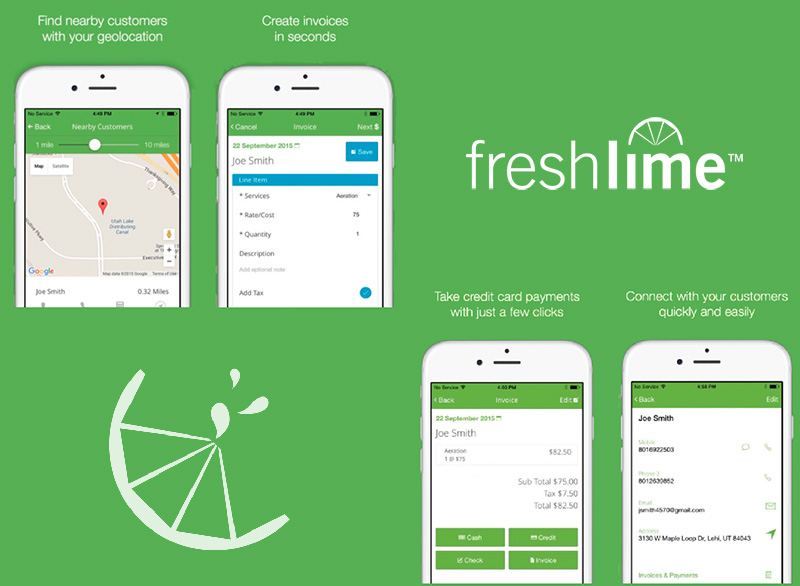 Find nearby customers
with your geolocation
Create invoices
in seconds
No Service 4:49 PM
Back Nearby Customers
1 mile 10 miles
Map Satellite
Thanksgiving Way
Utah Lake
Distributing
Canal
Executive
Google Map data ©2015 Google Terms of Use
Joe Smith 0.32 Miles
No Service 4:49 PM
Cancel Invoice Next $
22 September 2015
Joe Smith
Save
Line Item
* Services Aeration
* Rate/Cost 75
* Quantity 1
Description
Add optional note
Add Tax
freshlime™
Take credit card payments
with just a few clicks
Connect with your customers
quickly and easily
No Service 4:50 PM
Back Invoice Edit
22 September 2015
Joe Smith
Aeration $82.50
1 @ $75
Sub Total $75.00
Tax $7.50
Total $82.50
Cash Credit
Check Invoice
No Service 4:56 PM
Back Edit
Joe Smith
Mobile
8016922503
Phone 2
8012630852
Email
jsmith4570@gmail.com
Address
3130 W Maple Loop Dr, Lehi, UT 84043
Invoices & Payments